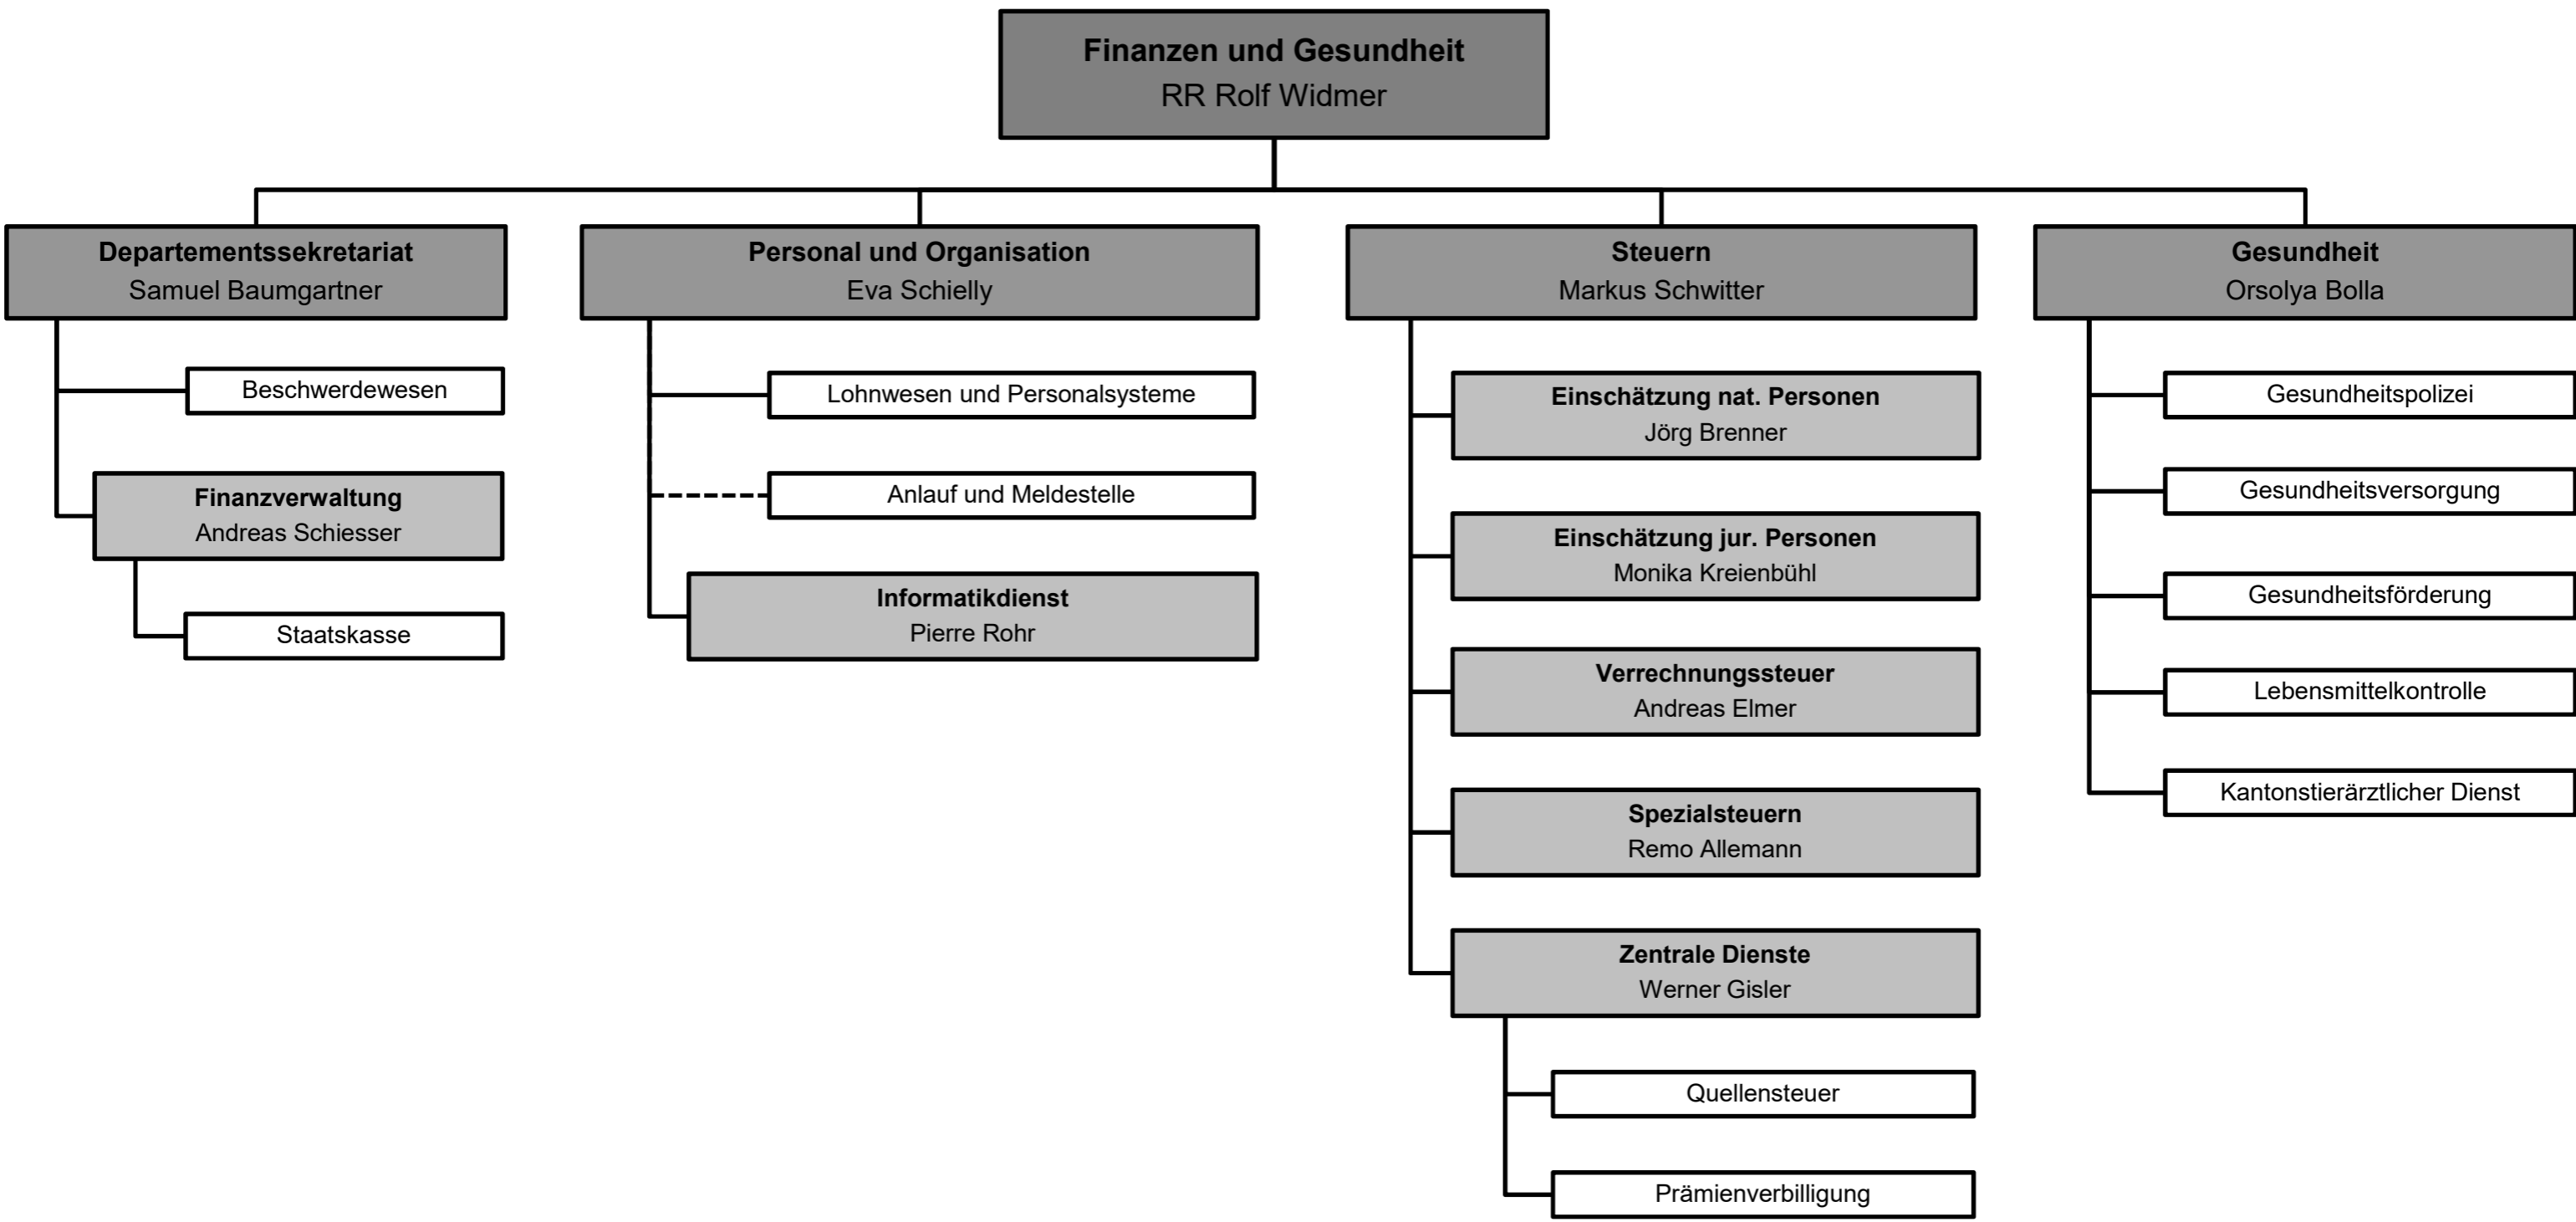 Finanzen und Gesundheit
RR Rolf Widmer
Departementssekretariat
Samuel Baumgartner
Beschwerdewesen
Finanzverwaltung
Andreas Schiesser
Staatskasse
Personal und Organisation
Eva Schielly
Lohnwesen und Personalsysteme
Anlauf und Meldestelle
Informatikdienst
Pierre Rohr
Steuern
Markus Schwitter
Einschätzung nat. Personen
Jörg Brenner
Einschätzung jur. Personen
Monika Kreienbühl
Verrechnungssteuer
Andreas Elmer
Spezialsteuern
Remo Allemann
Zentrale Dienste
Werner Gisler
Quellensteuer
Prämienverbilligung
Gesundheit
Orsolya Bolla
Gesundheitspolizei
Gesundheitsversorgung
Gesundheitsförderung
Lebensmittelkontrolle
Kantonstierärztlicher Dienst